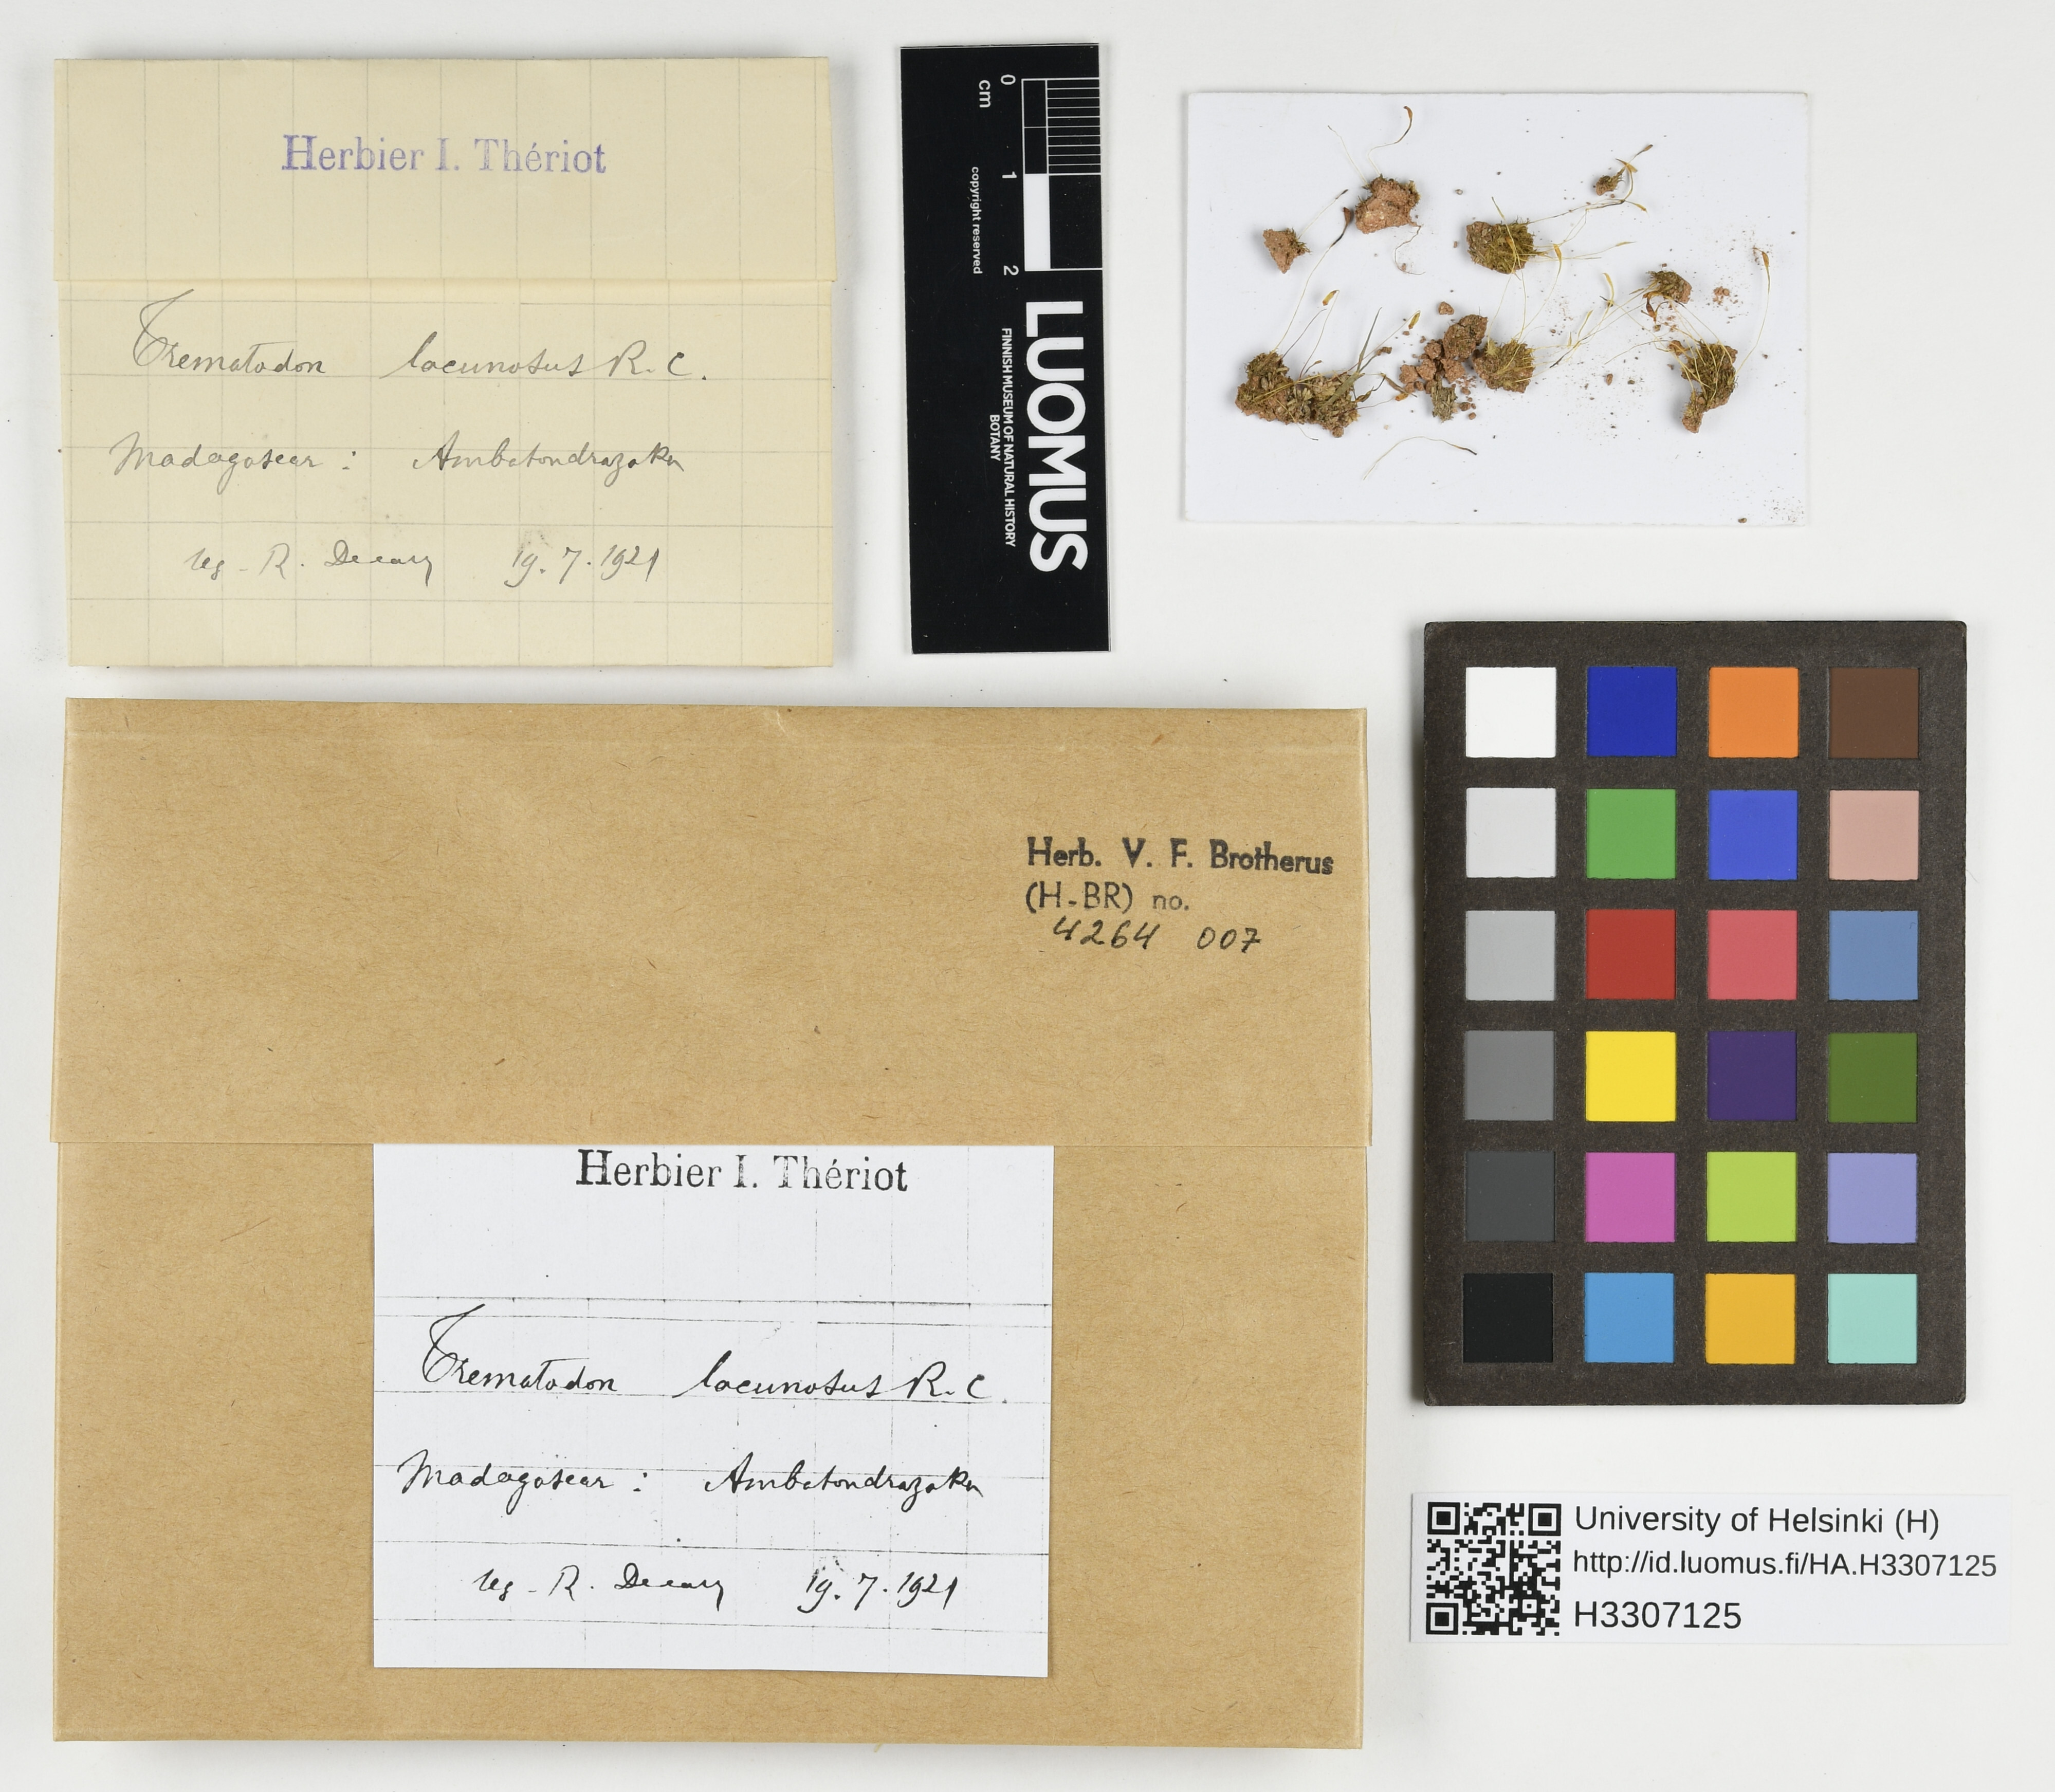 Herbier I. Thériot
Trematodon lacunosus R. C.
Madagascar : Ambatondrazaka
leg - R. Decary 19. 7. 1921
0 1 2
cm
copyright reserved
LUOMUS
FINNISH MUSEUM OF NATURAL HISTORY
BOTANY
Herb. V. F. Brotherus
(H-BR) no.
4264 007
Herbier I. Thériot
Trematodon lacunosus R. C.
Madagascar : Ambatondrazaka
leg - R. Decary 19. 7. 1921
University of Helsinki (H)
http://id.luomus.fi/HA.H3307125
H3307125